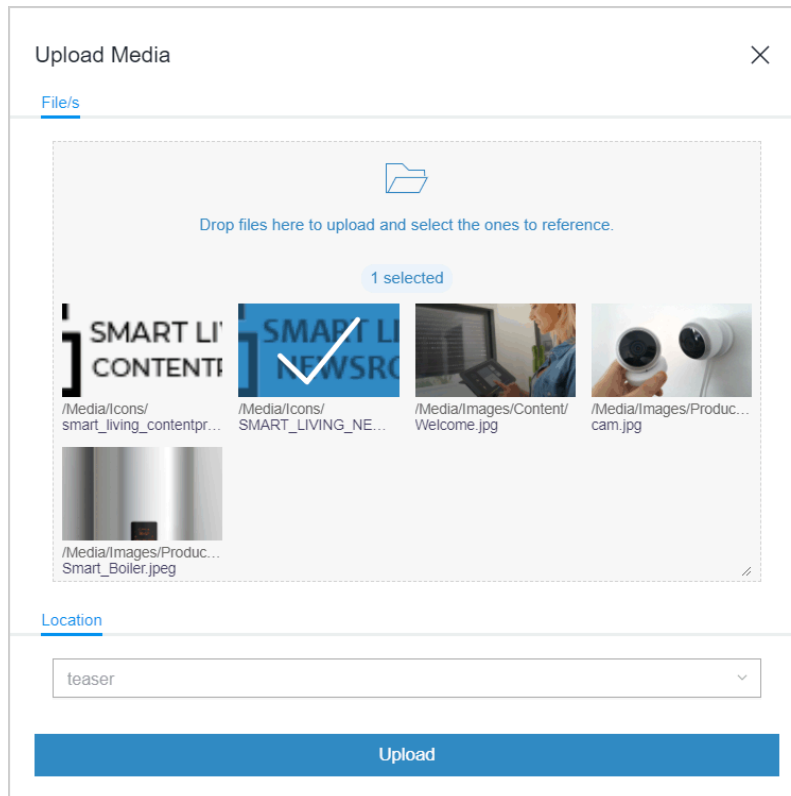 Upload Media
File/s
Drop files here to upload and select the ones to reference.
1 selected
SMART LI
CONTENT
SMART LI
NEWSRO
/Media/Icons/
smart_living_contentpr...
/Media/Icons/
SMART_LIVING_NE...
/Media/Images/Content/
Welcome.jpg
/Media/Images/Produc...
cam.jpg
/Media/Images/Produc...
Smart_Boiler.jpeg
Location
teaser
Upload